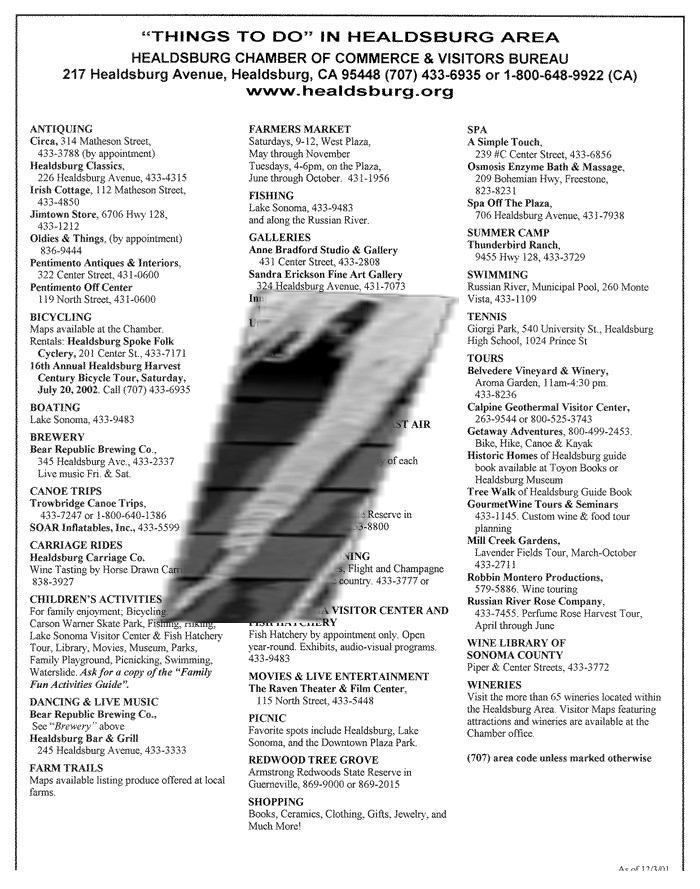 “THINGS TO DO” IN HEALDSBURG AREA
HEALDSBURG CHAMBER OF COMMERCE & VISITORS BUREAU
217 Healdsburg Avenue, Healdsburg, CA 95448 (707) 433-6935 or 1-800-648-9922 (CA)
www.healdsburg.org
ANTIQUING
Circa, 314 Matheson Street,
433-3788 (by appointment)
Healdsburg Classics,
226 Healdsburg Avenue, 433-4315
Irish Cottage, 112 Matheson Street,
433-4850
Jimtown Store, 6706 Hwy 128,
433-1212
Oldies & Things, (by appointment)
836-9444
Pentimento Antiques & Interiors,
322 Center Street, 431-0600
Pentimento Off Center
119 North Street, 431-0600
BICYCLING
Maps available at the Chamber.
Rentals: Healdsburg Spoke Folk
Cyclery, 201 Center St., 433-7171
16th Annual Healdsburg Harvest
Century Bicycle Tour, Saturday,
July 20, 2002. Call (707) 433-6935
BOATING
Lake Sonoma, 433-9483
BREWERY
Bear Republic Brewing Co.,
345 Healdsburg Ave., 433-2337
Live music Fri. & Sat.
CANOE TRIPS
Trowbridge Canoe Trips,
433-7247 or 1-800-640-1386
SOAR Inflatables, Inc., 433-5599
CARRIAGE RIDES
Healdsburg Carriage Co.
Wine Tasting by Horse Drawn
838-3927
CHILDREN'S ACTIVITIES
For family enjoyment; Bicycling,
Carson Warner Skate Park, Fishing, Hiking,
Lake Sonoma Visitor Center & Fish Hatchery
Tour, Library, Movies, Museum, Parks,
Family Playground, Picnicking, Swimming,
Waterslide. Ask for a copy of the “Family
Fun Activities Guide”.
DANCING & LIVE MUSIC
Bear Republic Brewing Co.,
See “Brewery” above
Healdsburg Bar & Grill
245 Healdsburg Avenue, 433-3333
FARM TRAILS
Maps available listing produce offered at local
farms.
FARMERS MARKET
Saturdays, 9-12, West Plaza,
May through November
Tuesdays, 4-6pm, on the Plaza,
June through October. 431-1956
FISHING
Lake Sonoma, 433-9483
and along the Russian River.
GALLERIES
Anne Bradford Studio & Gallery
431 Center Street, 433-2808
Sandra Erickson Fine Art Gallery
324 Healdsburg Avenue, 431-7073
AIR
of each
Reserve in
Flight and Champagne
country. 433-3777 or
VISITOR CENTER AND
FISH HATCHERY
Fish Hatchery by appointment only. Open
year-round. Exhibits, audio-visual programs.
433-9483
MOVIES & LIVE ENTERTAINMENT
The Raven Theater & Film Center,
115 North Street, 433-5448
PICNIC
Favorite spots include Healdsburg, Lake
Sonoma, and the Downtown Plaza Park.
REDWOOD TREE GROVE
Armstrong Redwoods State Reserve in
Guerneville, 869-9000 or 869-2015
SHOPPING
Books, Ceramics, Clothing, Gifts, Jewelry, and
Much More!
SPA
A Simple Touch,
239 #C Center Street, 433-6856
Osmosis Enzyme Bath & Massage,
209 Bohemian Hwy, Freestone,
823-8231
Spa Off The Plaza,
706 Healdsburg Avenue, 431-7938
SUMMER CAMP
Thunderbird Ranch,
9455 Hwy 128, 433-3729
SWIMMING
Russian River, Municipal Pool, 260 Monte
Vista, 433-1109
TENNIS
Giorgi Park, 540 University St., Healdsburg
High School, 1024 Prince St
TOURS
Belvedere Vineyard & Winery,
Aroma Garden, 11am-4:30 pm.
433-8236
Calpine Geothermal Visitor Center,
263-9544 or 800-525-3743
Getaway Adventures, 800-499-2453.
Bike, Hike, Canoe & Kayak
Historic Homes of Healdsburg guide
book available at Toyon Books or
Healdsburg Museum
Tree Walk of Healdsburg Guide Book
GourmetWine Tours & Seminars
433-1145. Custom wine & food tour
planning
Mill Creek Gardens,
Lavender Fields Tour, March-October
433-2711
Robbin Montero Productions,
579-5886. Wine touring
Russian River Rose Company,
433-7455. Perfume Rose Harvest Tour,
April through June
WINE LIBRARY OF
SONOMA COUNTY
Piper & Center Streets, 433-3772
WINERIES
Visit the more than 65 wineries located within
the Healdsburg Area. Visitor Maps featuring
attractions and wineries are available at the
Chamber office.
(707) area code unless marked otherwise
As of 12/3/01